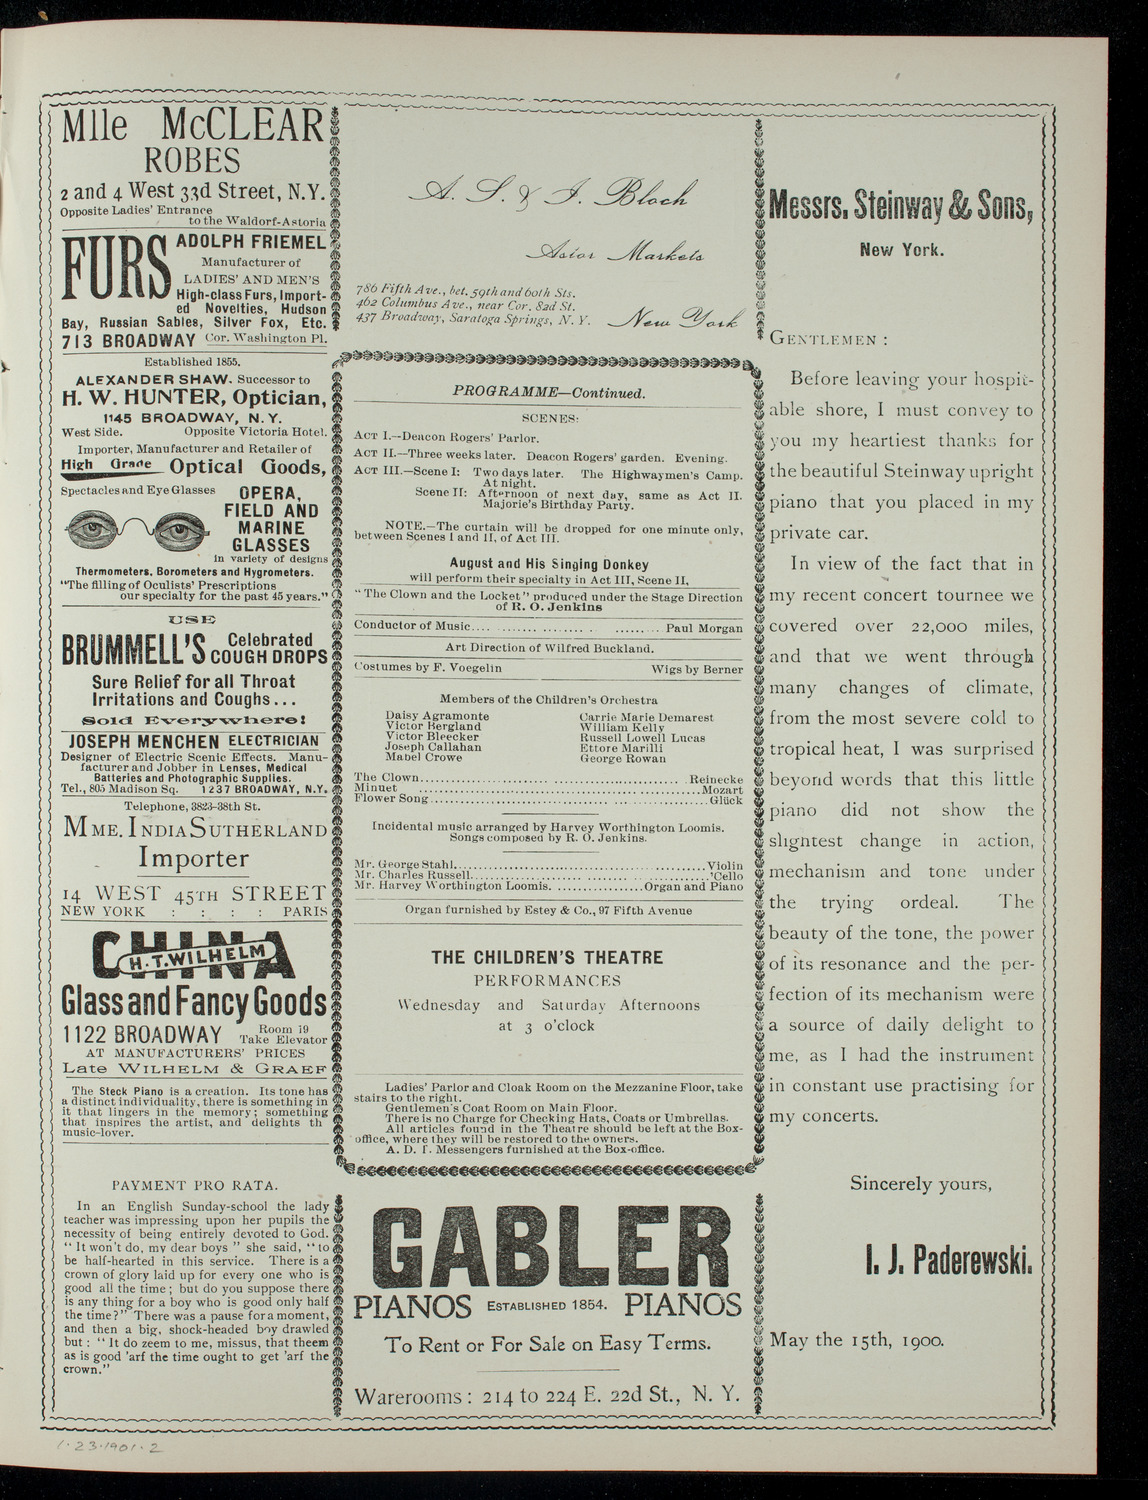 Mlle McCLEAR
ROBES
2 and 4 West 33d Street, N.Y.
Opposite Ladies' Entrance
to the Waldorf-Astoria
FURS
ADOLPH FRIEMEL
Manufacturer of
LADIES' AND MEN'S
High-class Furs, Import-
ed Novelties, Hudson
Bay, Russian Sables, Silver Fox, Etc.
713 BROADWAY Cor. Washington Pl.
Established 1855.
ALEXANDER SHAW. Successor to
H. W. HUNTER, Optician,
1145 BROADWAY, N. Y.
West Side. Opposite Victoria Hotel.
Importer, Manufacturer and Retailer of
High Grade Optical Goods,
Spectacles and Eye Glasses
OPERA,
FIELD AND
MARINE
GLASSES
in variety of designs
Thermometers, Borometers and Hygrometers.
"The filling of Oculists' Prescriptions
our specialty for the past 45 years."
USE
BRUMMELL'S Celebrated
COUGH DROPS
Sure Relief for all Throat
Irritations and Coughs...
Sold Everywhere!
JOSEPH MENCHEN ELECTRICIAN
Designer of Electric Scenic Effects. Manu-
facturer and Jobber in Lenses, Medical
Batteries and Photographic Supplies.
Tel., 805 Madison Sq. 1237 BROADWAY, N.Y.
Telephone, 3823-38th St.
MME. INDIA SUTHERLAND
Importer
14 WEST 45TH STREET
NEW YORK : : : : PARIS
CHINA
H. T. WILHELM
Glass and Fancy Goods
1122 BROADWAY Room 19
Take Elevator
AT MANUFACTURERS' PRICES
Late WILHELM & GRAEF
The Steck Piano is a creation. Its tone has
a distinct individuality, there is something in
it that lingers in the memory; something
that inspires the artist, and delights th
music-lover.
PAYMENT PRO RATA.
In an English Sunday-school the lady
teacher was impressing upon her pupils the
necessity of being entirely devoted to God.
"It won't do, my dear boys" she said, "to
be half-hearted in this service. There is a
crown of glory laid up for every one who is
good all the time; but do you suppose there
is any thing for a boy who is good only half
the time?" There was a pause for a moment,
and then a big, shock-headed boy drawled
but: "It do zeem to me, missus, that theem
as is good 'arf the time ought to get 'arf the
crown."
A. S. & J. Bloch
Astor Markets
786 Fifth Ave., bet. 59th and 60th Sts.
462 Columbus Ave., near Cor. 82d St.
437 Broadway, Saratoga Springs, N. Y.
New York
PROGRAMME—Continued.
SCENES:
ACT I.—Deacon Rogers' Parlor.
ACT II.—Three weeks later. Deacon Rogers' garden. Evening.
ACT III.—Scene I: Two days later. The Highwaymen's Camp.
At night.
Scene II: Afternoon of next day, same as Act II.
Majorie's Birthday Party.
NOTE.—The curtain will be dropped for one minute only,
between Scenes I and II, of Act III.
August and His Singing Donkey
will perform their specialty in Act III, Scene II,
"The Clown and the Locket" produced under the Stage Direction
of R. O. Jenkins
Conductor of Music.... ........ ........ Paul Morgan
Art Direction of Wilfred Buckland.
Costumes by F. Voegelin Wigs by Berner
Members of the Children's Orchestra
Daisy Agramonte Carrie Marie Demarest
Victor Bergland William Kelly
Victor Bleecker Russell Lowell Lucas
Joseph Callahan Ettore Marilli
Mabel Crowe George Rowan
The Clown................................................Reinecke
Minuet ................................................Mozart
Flower Song................................................Glück
Incidental music arranged by Harvey Worthington Loomis.
Songs composed by R. O. Jenkins.
Mr. George Stahl................................................Violin
Mr. Charles Russell................................................'Cello
Mr. Harvey Worthington Loomis. ................Organ and Piano
Organ furnished by Estey & Co., 97 Fifth Avenue
THE CHILDREN'S THEATRE
PERFORMANCES
Wednesday and Saturday Afternoons
at 3 o'clock
Ladies' Parlor and Cloak Room on the Mezzanine Floor, take
stairs to the right.
Gentlemen's Coat Room on Main Floor.
There is no Charge for Checking Hats, Coats or Umbrellas.
All articles found in the Theatre should be left at the Box-
office, where they will be restored to the owners.
A. D. T. Messengers furnished at the Box-office.
GABLER
PIANOS ESTABLISHED 1854. PIANOS
To Rent or For Sale on Easy Terms.
Warerooms: 214 to 224 E. 22d St., N. Y.
Messrs. Steinway & Sons,
New York.
GENTLEMEN:
Before leaving your hospit-
able shore, I must convey to
you my heartiest thanks for
the beautiful Steinway upright
piano that you placed in my
private car.
In view of the fact that in
my recent concert tournee we
covered over 22,000 miles,
and that we went through
many changes of climate,
from the most severe cold to
tropical heat, I was surprised
beyond words that this little
piano did not show the
slightest change in action,
mechanism and tone under
the trying ordeal. The
beauty of the tone, the power
of its resonance and the per-
fection of its mechanism were
a source of daily delight to
me, as I had the instrument
in constant use practising for
my concerts.
Sincerely yours,
I. J. Paderewski.
May the 15th, 1900.
1·23·1901·2